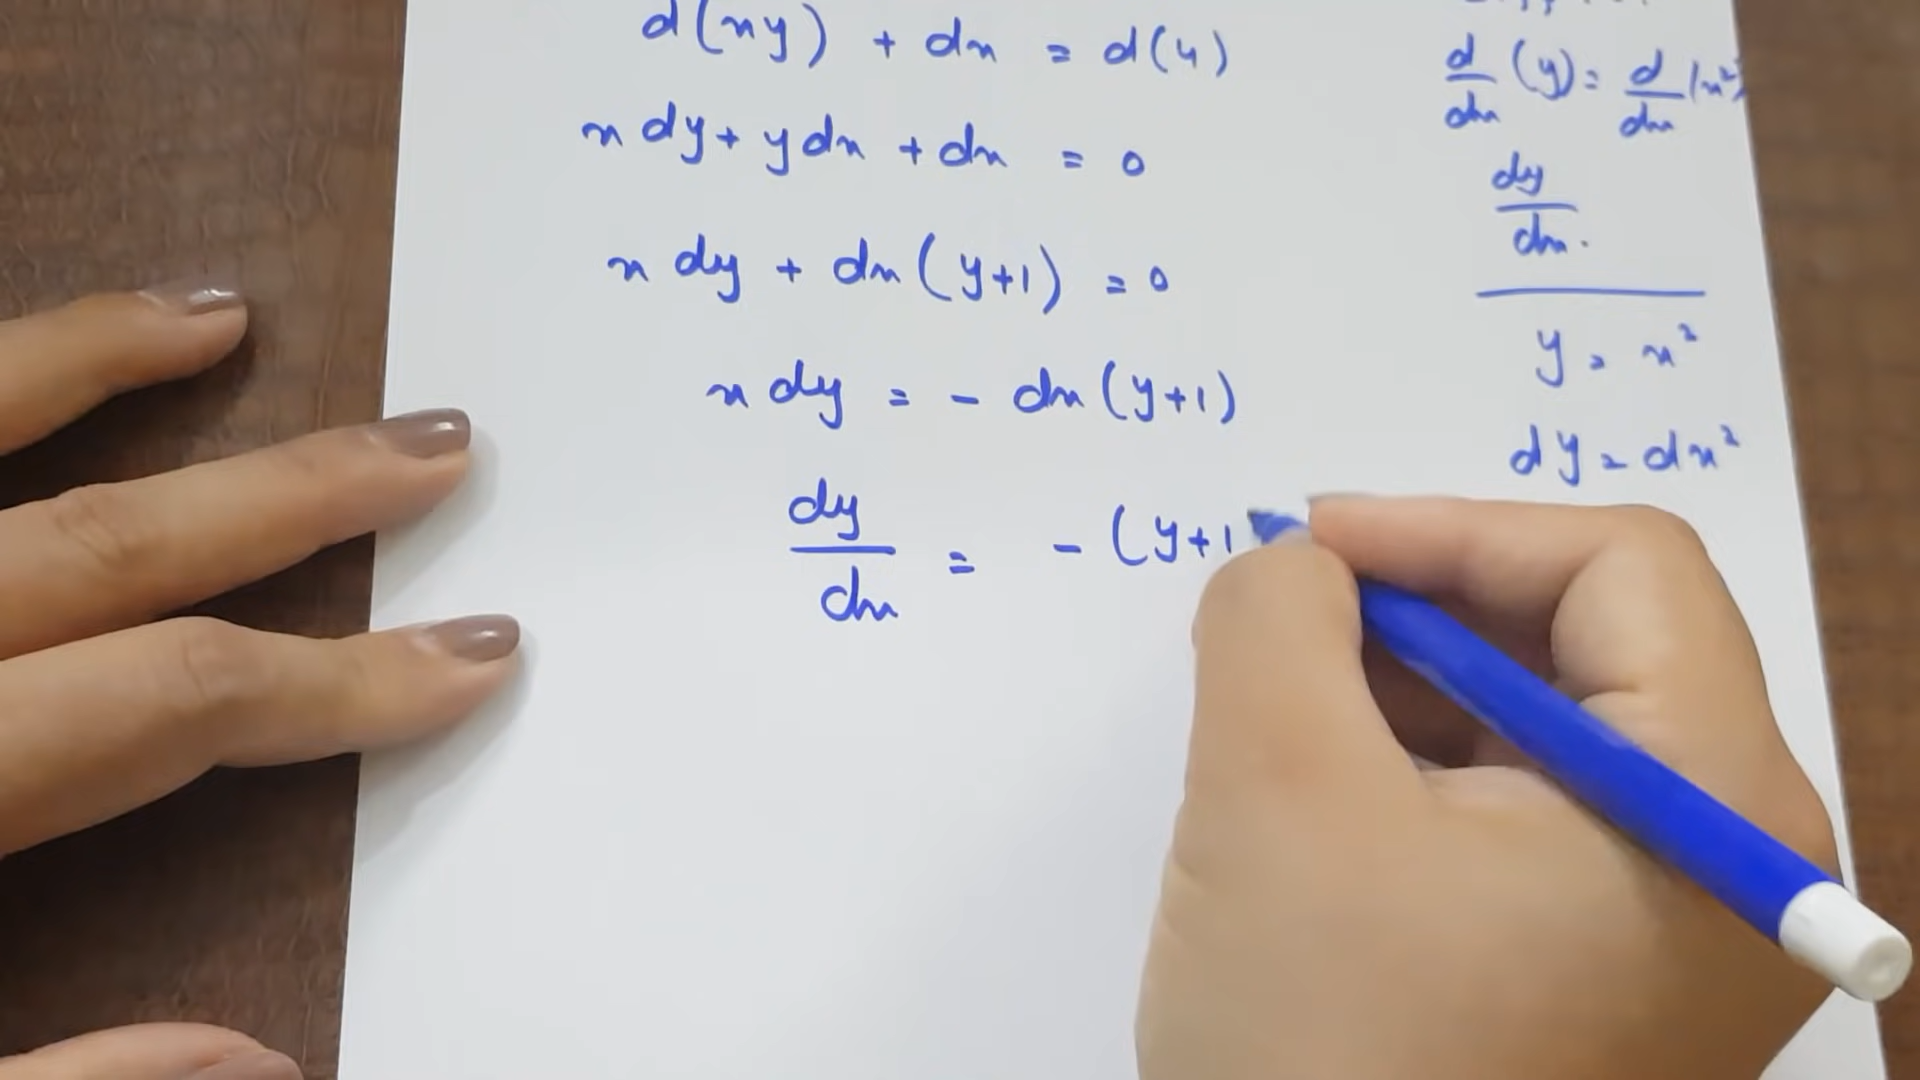 d(xy) + dx = d(4)
x dy + y dx + dx = 0
x dy + dx (y+1) = 0
x dy = - dx (y+1)
dy/dx = - (y+1
d/dx (y) = d/dx (x²)
dy/dx.
y = x²
dy = dx²